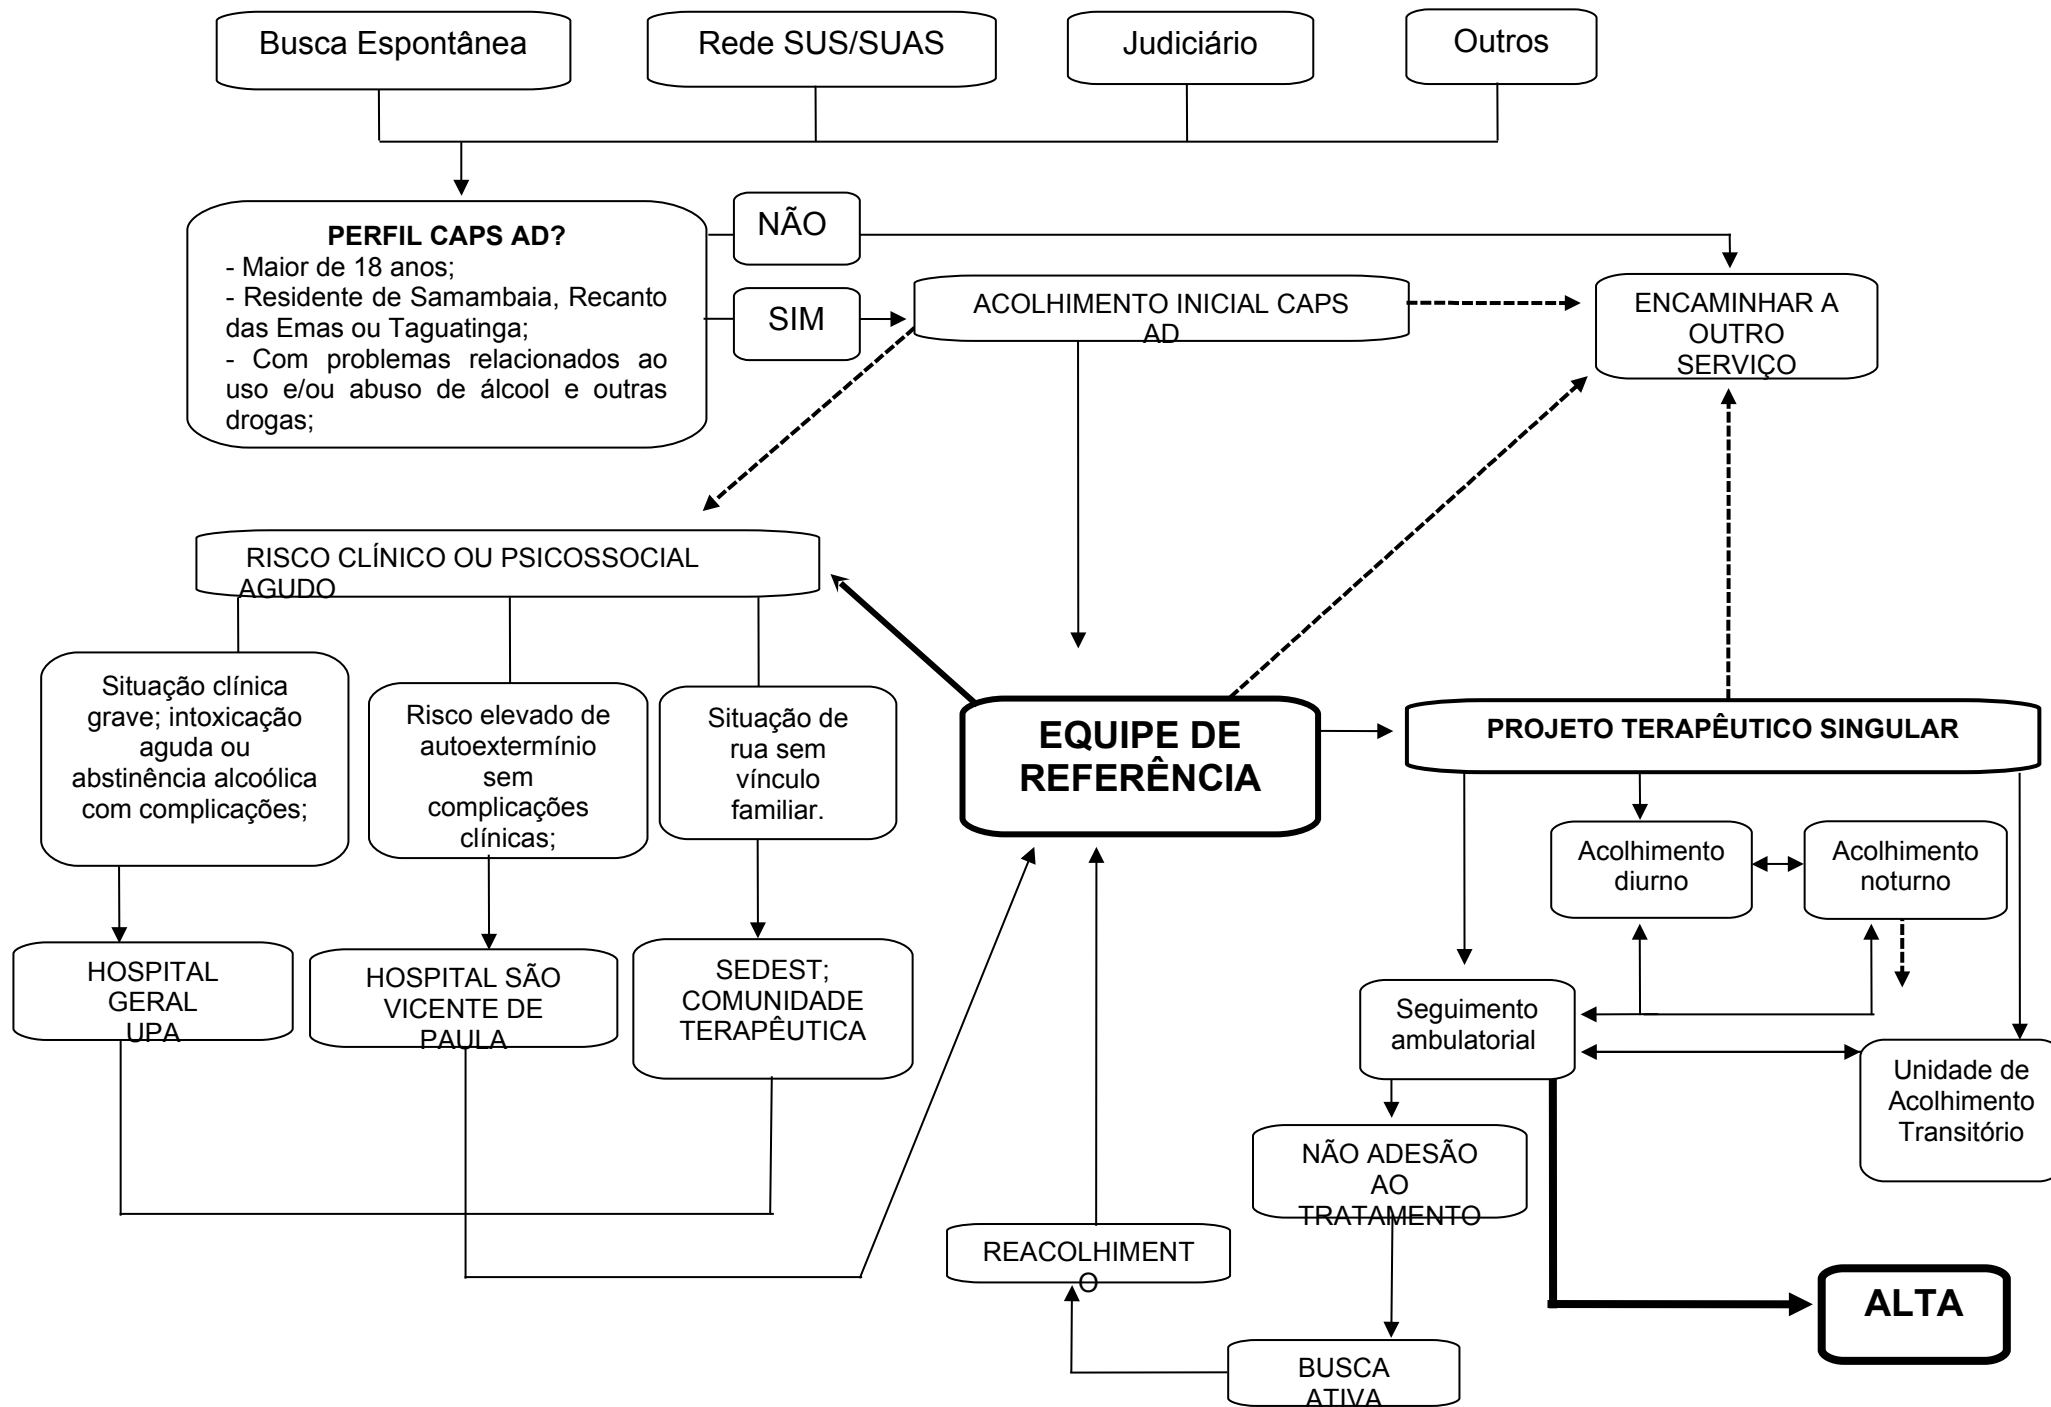 Busca Espontânea
Rede SUS/SUAS
Judiciário
Outros
PERFIL CAPS AD?
- Maior de 18 anos;
- Residente de Samambaia, Recanto
das Emas ou Taguatinga;
- Com problemas relacionados ao
uso e/ou abuso de álcool e outras
drogas;
NÃO
SIM
ACOLHIMENTO INICIAL CAPS
AD
ENCAMINHAR A
OUTRO
SERVIÇO
RISCO CLÍNICO OU PSICOSSOCIAL
AGUDO
Situação clínica
grave; intoxicação
aguda ou
abstinência alcoólica
com complicações;
Risco elevado de
autoextermínio
sem
complicações
clínicas;
Situação de
rua sem
vínculo
familiar.
EQUIPE DE
REFERÊNCIA
PROJETO TERAPÊUTICO SINGULAR
Acolhimento
diurno
Acolhimento
noturno
HOSPITAL
GERAL
UPA
HOSPITAL SÃO
VICENTE DE
PAULA
SEDEST;
COMUNIDADE
TERAPÊUTICA
Seguimento
ambulatorial
Unidade de
Acolhimento
Transitório
NÃO ADESÃO
AO
TRATAMENTO
REACOLHIMENT
O
ALTA
BUSCA
ATIVA